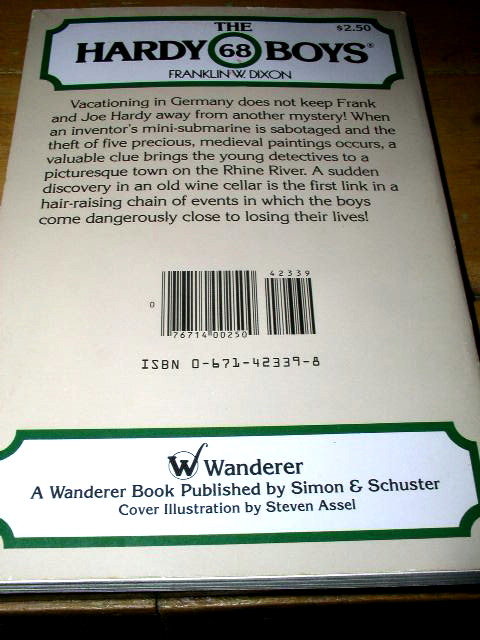 THE
$2.50
HARDY 68 BOYS®
FRANKLIN W. DIXON
Vacationing in Germany does not keep Frank
and Joe Hardy away from another mystery! When
an inventor's mini-submarine is sabotaged and the
theft of five precious, medieval paintings occurs, a
valuable clue brings the young detectives to a
picturesque town on the Rhine River. A sudden
discovery in an old wine cellar is the first link in a
hair-raising chain of events in which the boys
come dangerously close to losing their lives!
42339
0
76714 00250
ISBN 0-671-42339-8
W Wanderer
A Wanderer Book Published by Simon & Schuster
Cover Illustration by Steven Assel